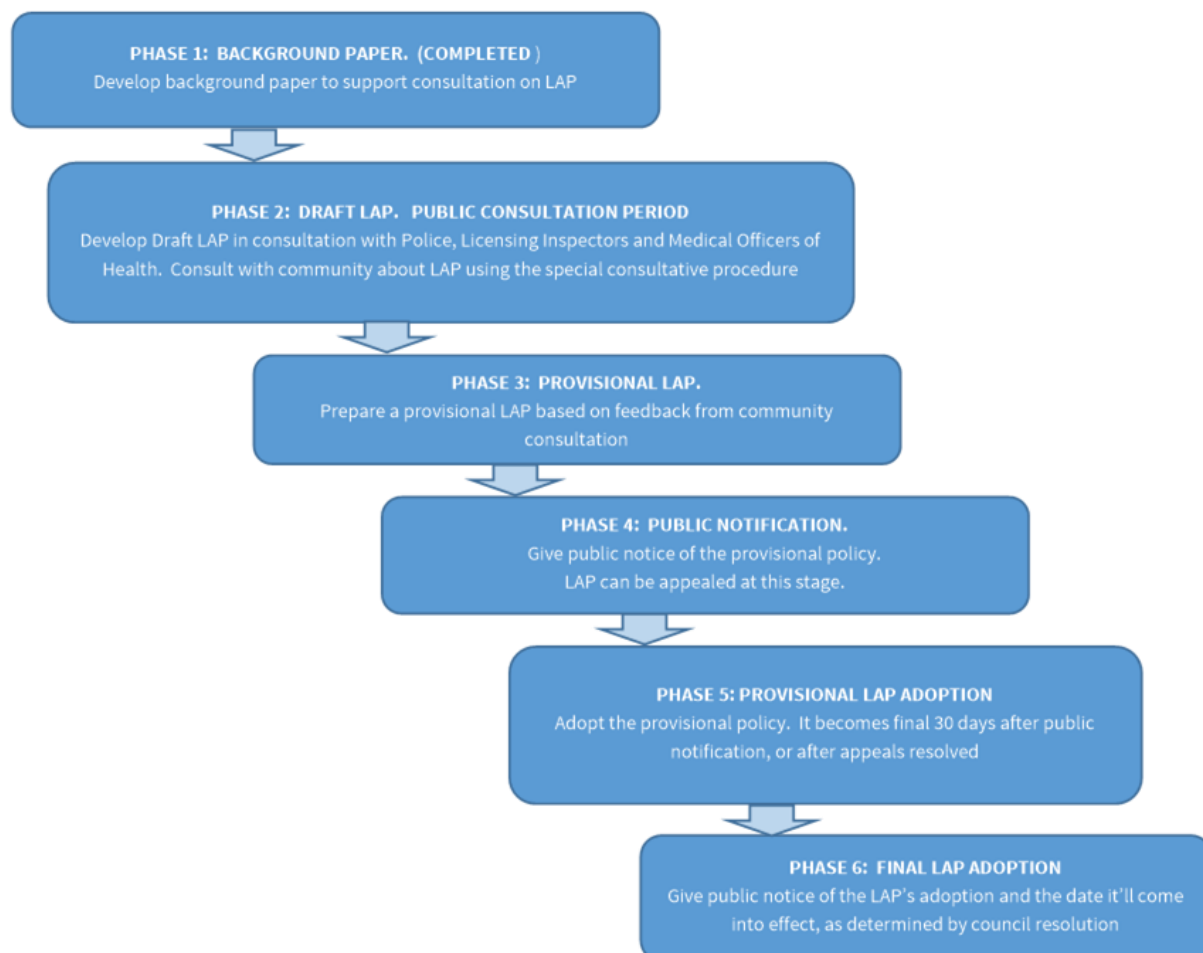 PHASE 1: BACKGROUND PAPER. (COMPLETED )
Develop background paper to support consultation on LAP
PHASE 2: DRAFT LAP. PUBLIC CONSULTATION PERIOD
Develop Draft LAP in consultation with Police, Licensing Inspectors and Medical Officers of
Health. Consult with community about LAP using the special consultative procedure
PHASE 3: PROVISIONAL LAP.
Prepare a provisional LAP based on feedback from community
consultation
PHASE 4: PUBLIC NOTIFICATION.
Give public notice of the provisional policy.
LAP can be appealed at this stage.
PHASE 5: PROVISIONAL LAP ADOPTION
Adopt the provisional policy. It becomes final 30 days after public
notification, or after appeals resolved
PHASE 6: FINAL LAP ADOPTION
Give public notice of the LAP's adoption and the date it'll come
into effect, as determined by council resolution